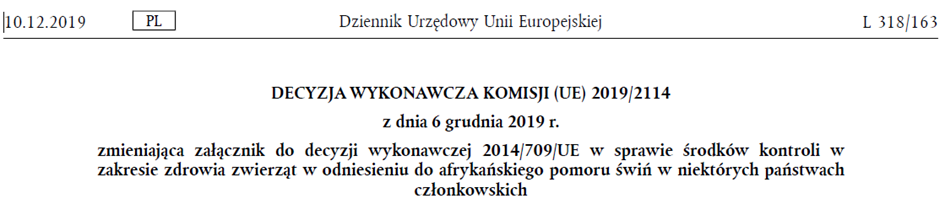 10.12.2019 PL Dziennik Urzędowy Unii Europejskiej L 318/163
DECYZJA WYKONAWCZA KOMISJI (UE) 2019/2114
z dnia 6 grudnia 2019 r.
zmieniająca załącznik do decyzji wykonawczej 2014/709/UE w sprawie środków kontroli w
zakresie zdrowia zwierząt w odniesieniu do afrykańskiego pomoru świń w niektórych państwach
członkowskich